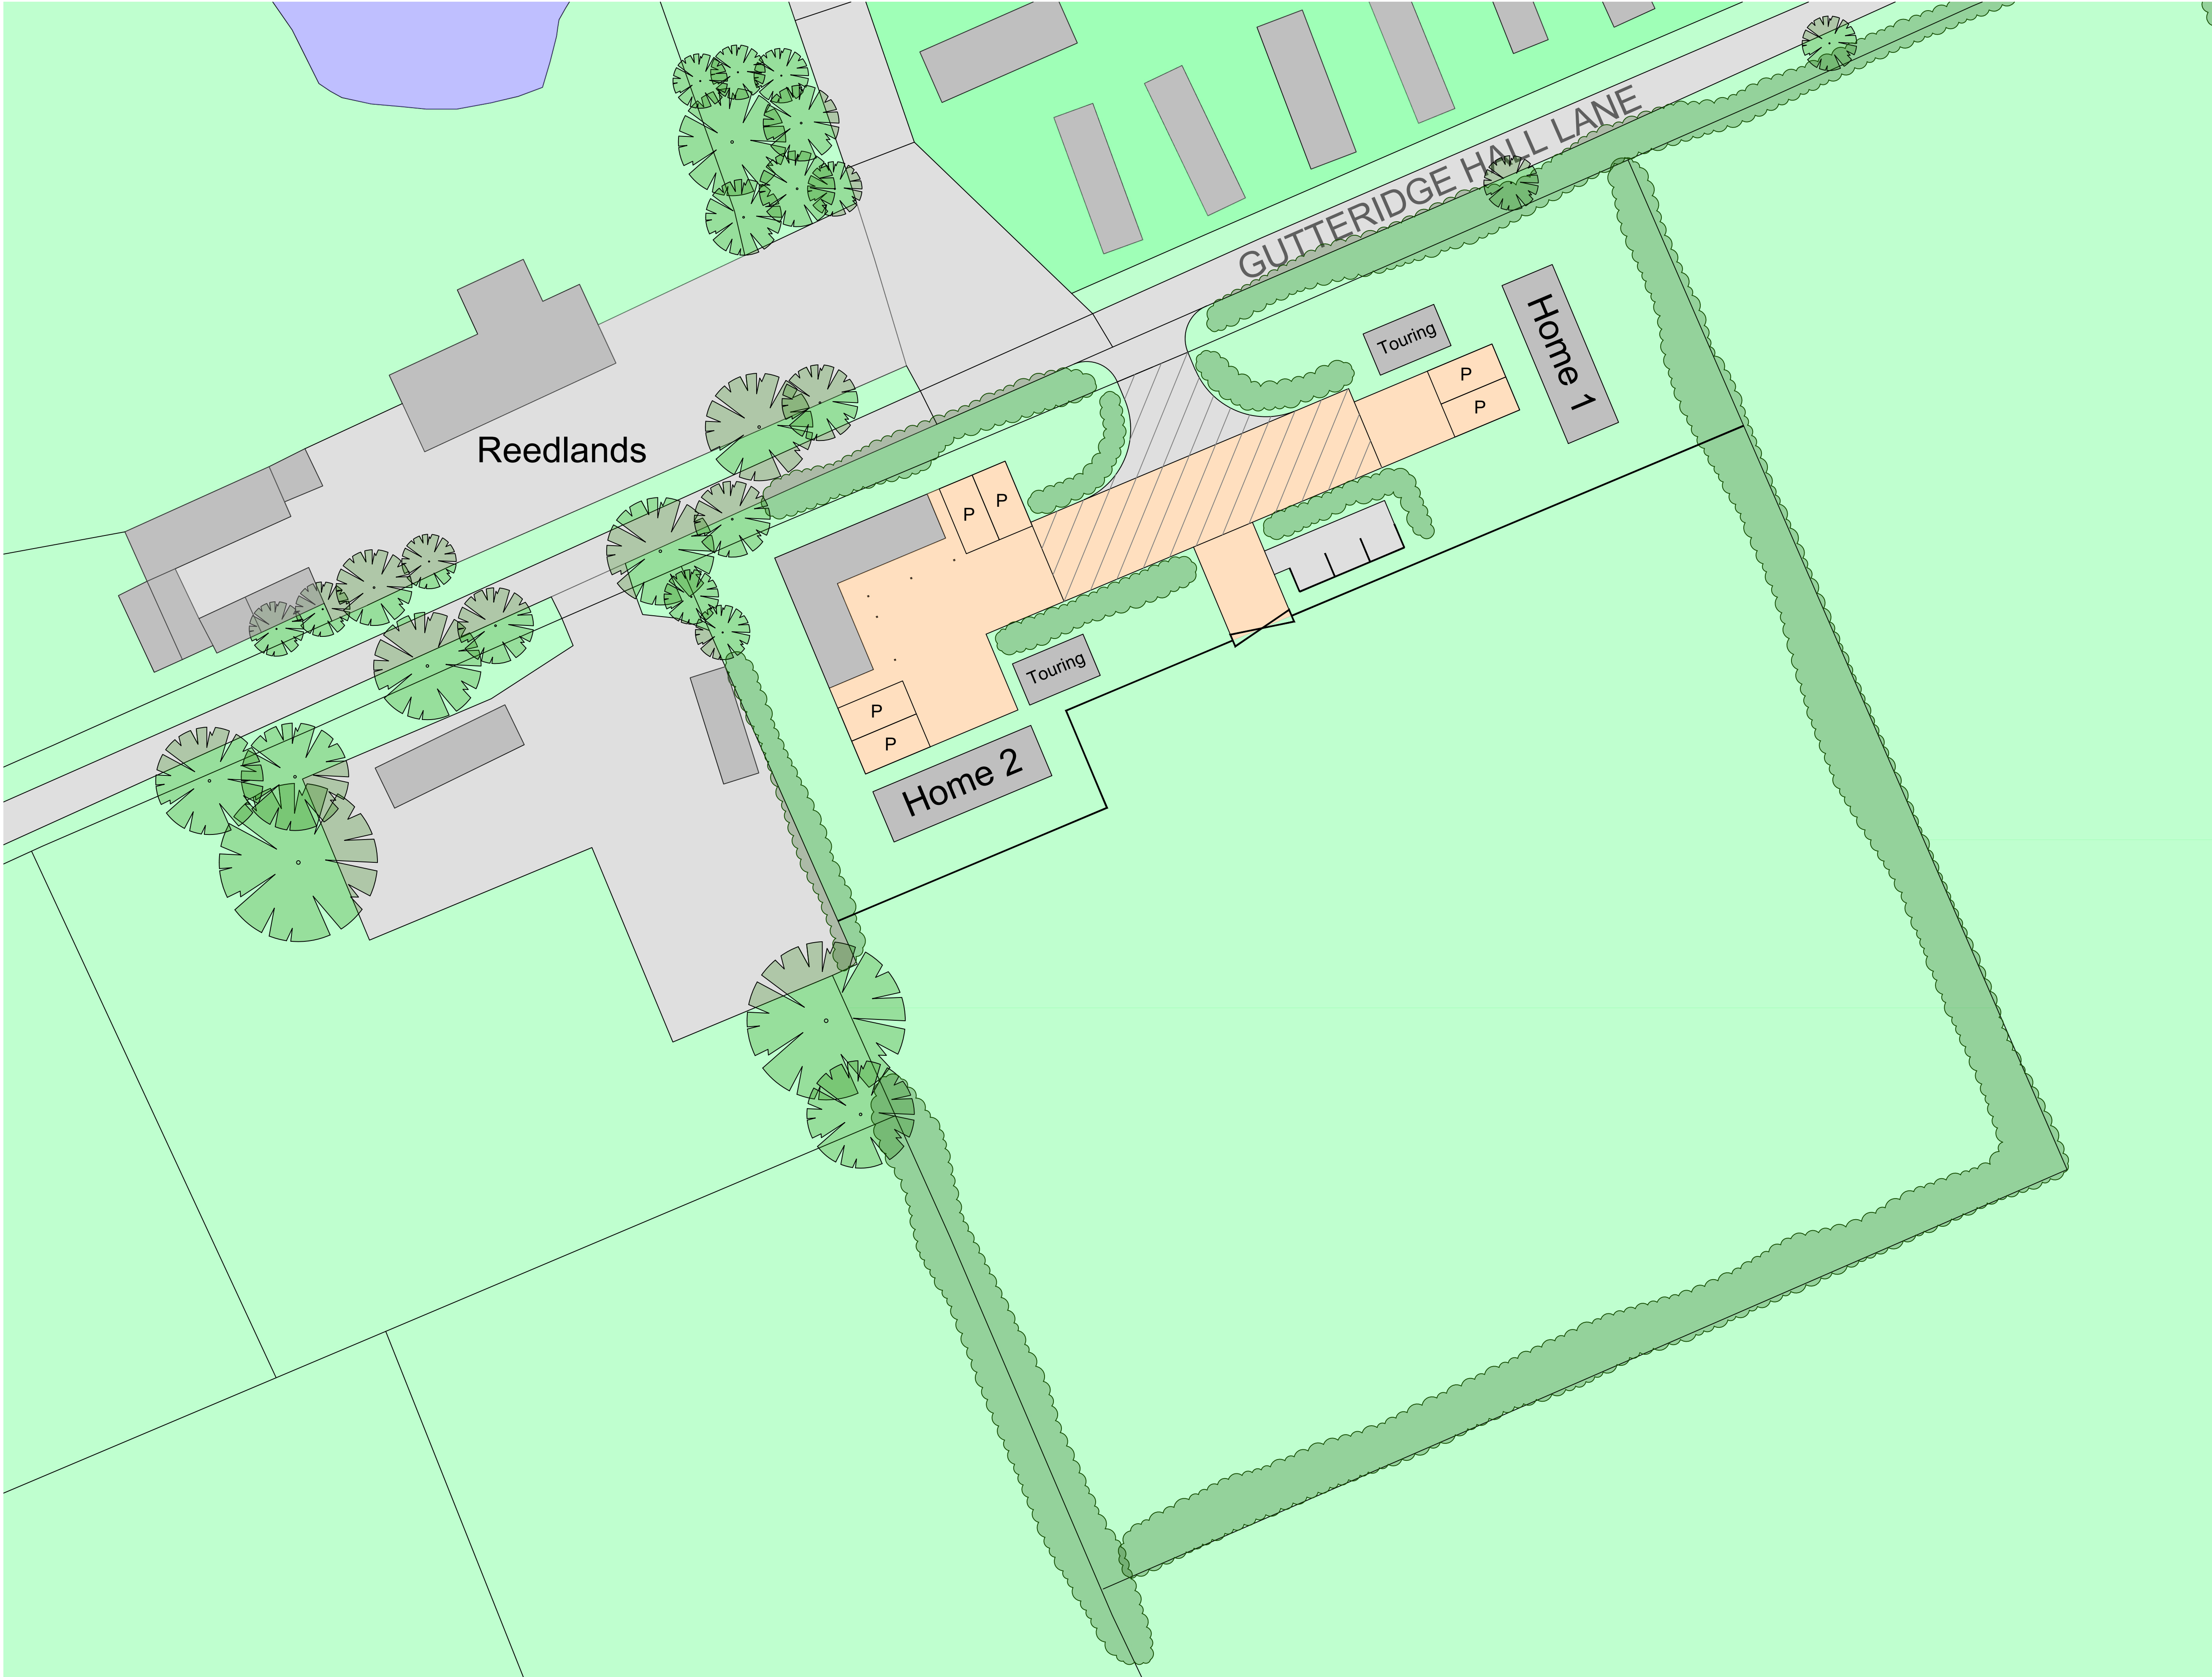 GUTTERIDGE HALL LANE
Home 1
Touring
P
P
Reedlands
P
P
Touring
P
P
Home 2